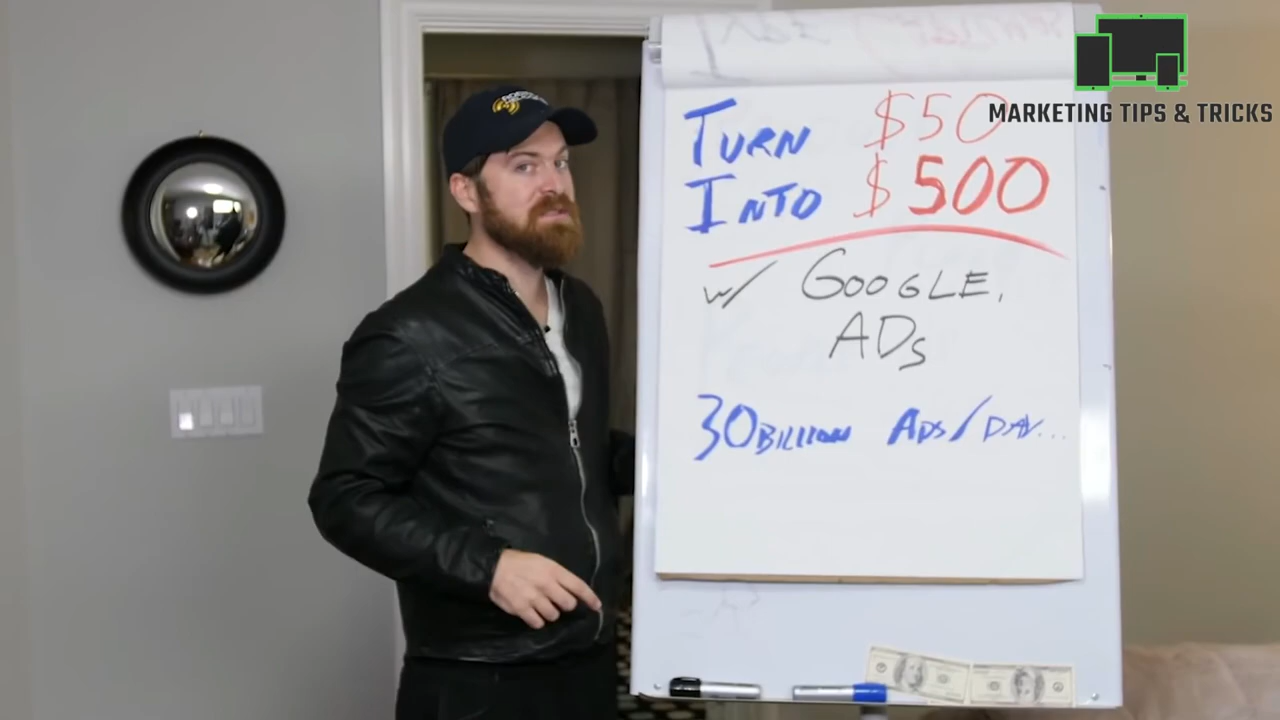 MARKETING TIPS & TRICKS
TURN $50
INTO $500
w/ GOOGLE,
ADs
30 BILLION ADS/DAY...